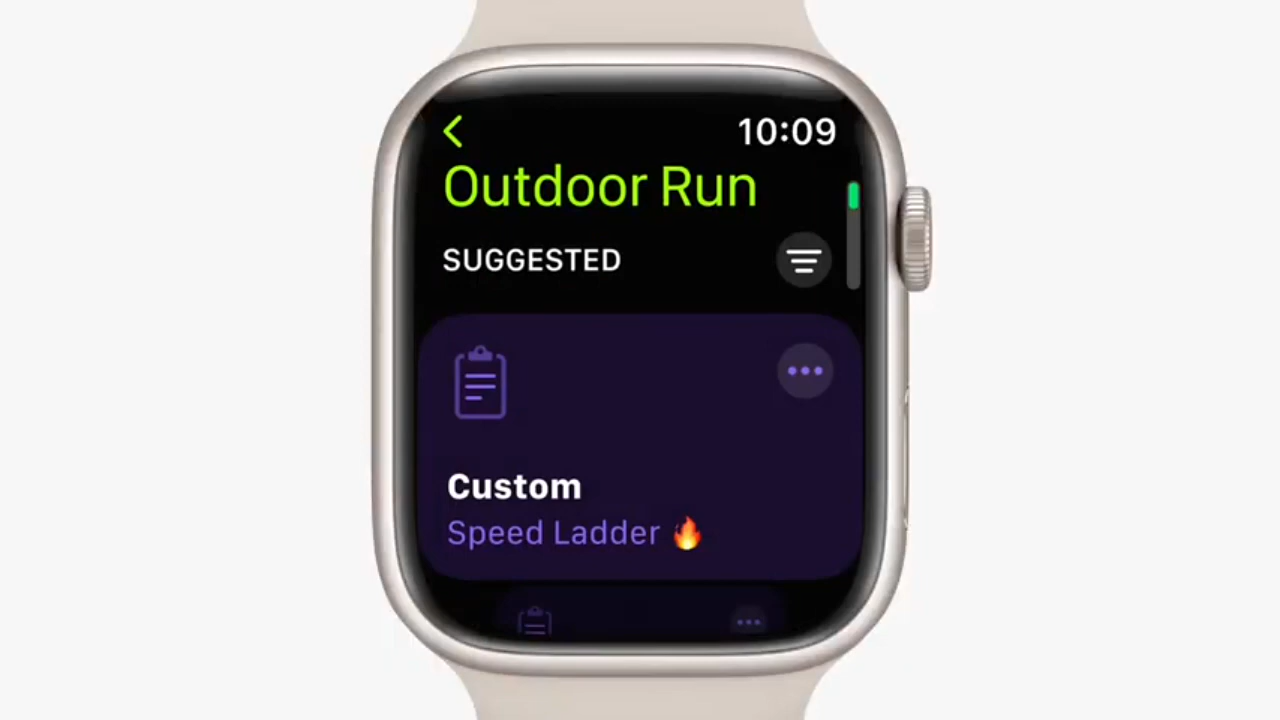 10:09
Outdoor Run
SUGGESTED
Custom
Speed Ladder 🔥